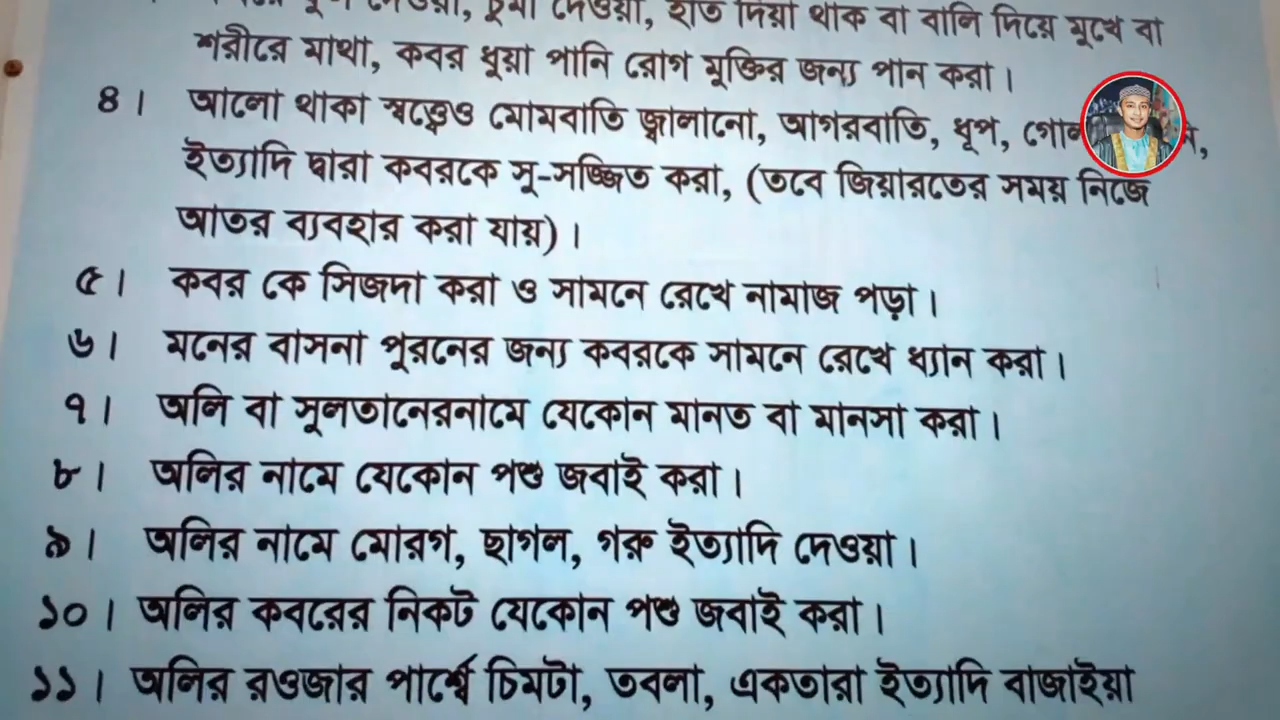 দেওয়া, চুমা দেওয়া, হাত দিয়া থাক বা বালি দিয়ে মুখে বা
শরীরে মাথা, কবর ধুয়া পানি রোগ মুক্তির জন্য পান করা।
৪। আলো থাকা স্বত্ত্বেও মোমবাতি জ্বালানো, আগরবাতি, ধূপ,
ইত্যাদি দ্বারা কবরকে সু-সজ্জিত করা, (তবে জিয়ারতের সময় নিজে
আতর ব্যবহার করা যায়)।
৫। কবর কে সিজদা করা ও সামনে রেখে নামাজ পড়া।
৬। মনের বাসনা পুরনের জন্য কবরকে সামনে রেখে ধ্যান করা।
৭। অলি বা সুলতানেরনামে যেকোন মানত বা মানসা করা।
৮। অলির নামে যেকোন পশু জবাই করা।
৯। অলির নামে মোরগ, ছাগল, গরু ইত্যাদি দেওয়া।
১০। অলির কবরের নিকট যেকোন পশু জবাই করা।
১১। অলির রওজার পার্শ্বে চিমটা, তবলা, একতারা ইত্যাদি বাজাইয়া